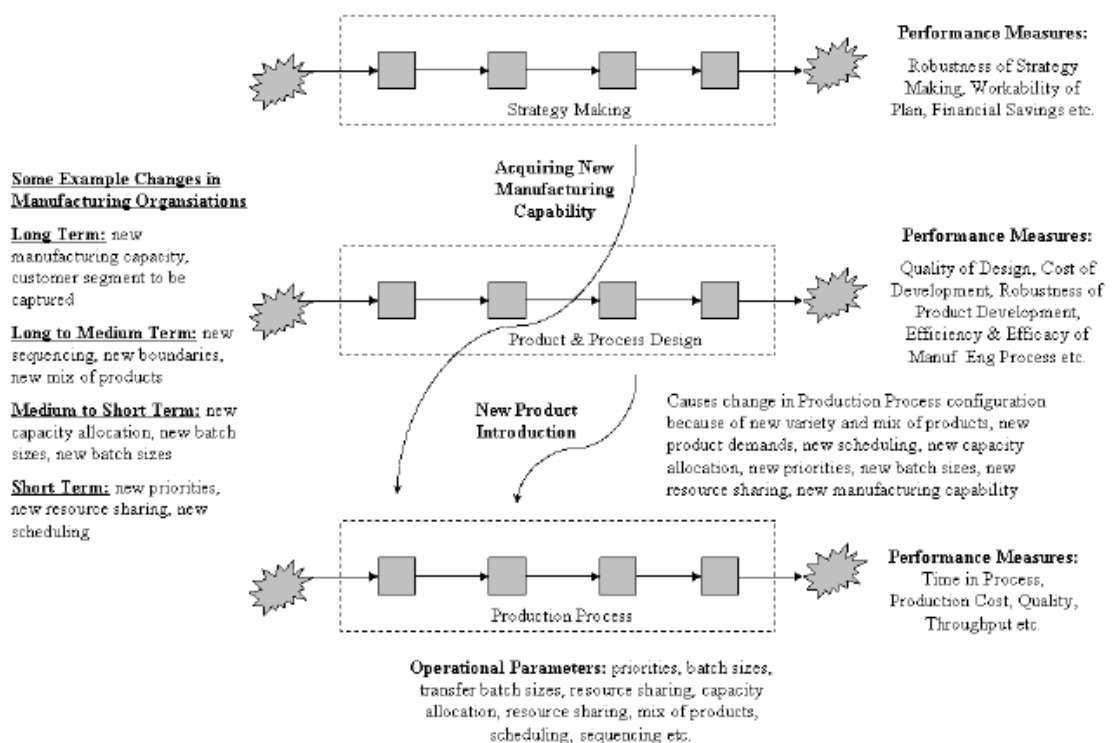 Performance Measures:
Robustness of Strategy
Making, Workability of
Plan, Financial Savings etc.
Strategy Making
Acquiring New
Manufacturing
Capability
Some Example Changes in
Manufacturing Organsiations
Long Term: new
manufacturing capacity,
customer segment to be
captured
Long to Medium Term: new
sequencing, new boundaries,
new mix of products
Medium to Short Term: new
capacity allocation, new batch
sizes, new batch sizes
Short Term: new priorities,
new resource sharing, new
scheduling
Performance Measures:
Quality of Design, Cost of
Development, Robustness of
Product Development,
Efficiency & Efficacy of
Manuf Eng Process etc.
Product & Process Design
New Product
Introduction
Causes change in Production Process configuration
because of new variety and mix of products, new
product demands, new scheduling, new capacity
allocation, new priorities, new batch sizes, new
resource sharing, new manufacturing capability
Performance Measures:
Time in Process,
Production Cost, Quality,
Throughput etc.
Production Process
Operational Parameters: priorities, batch sizes,
transfer batch sizes, resource sharing, capacity
allocation, resource sharing, mix of products,
scheduling, sequencing etc.